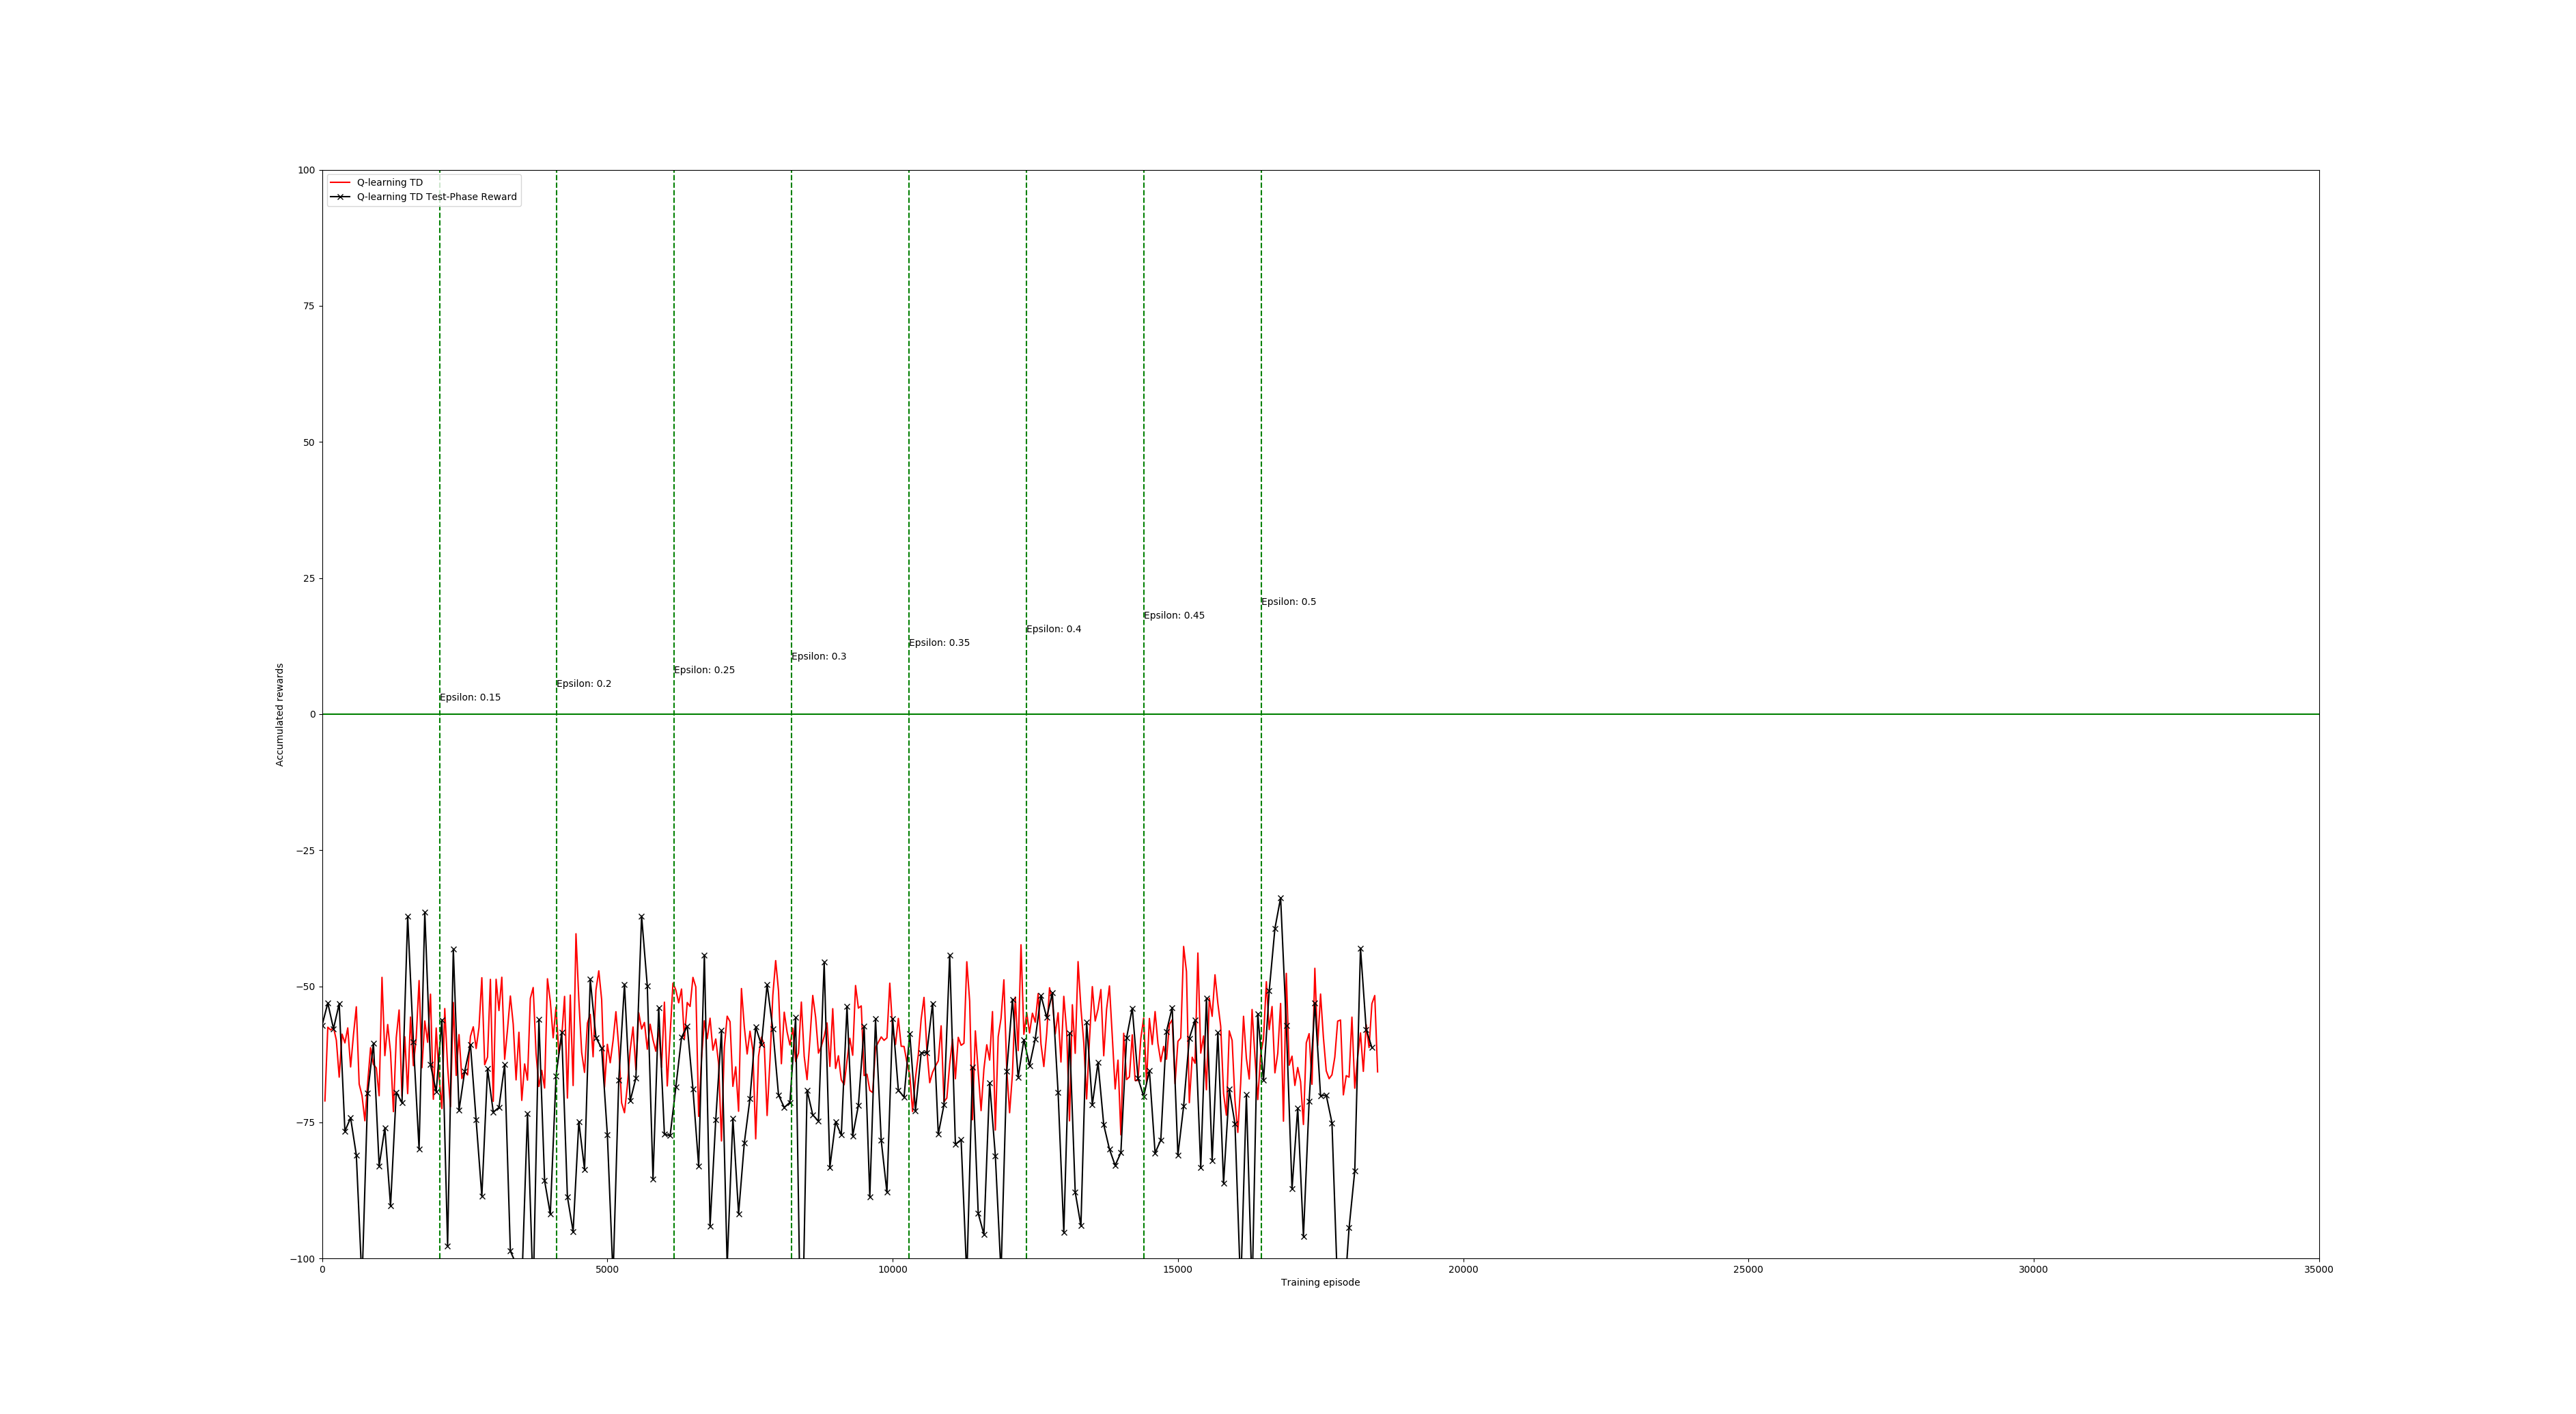 100
Q-learning TD
Q-learning TD Test-Phase Reward
75
50
25
Epsilon: 0.5
Epsilon: 0.45
Epsilon: 0.4
Epsilon: 0.35
Epsilon: 0.3
Epsilon: 0.25
Epsilon: 0.2
Epsilon: 0.15
0
Accumulated rewards
−25
−50
−75
−100
0 5000 10000 15000 20000 25000 30000 35000
Training episode